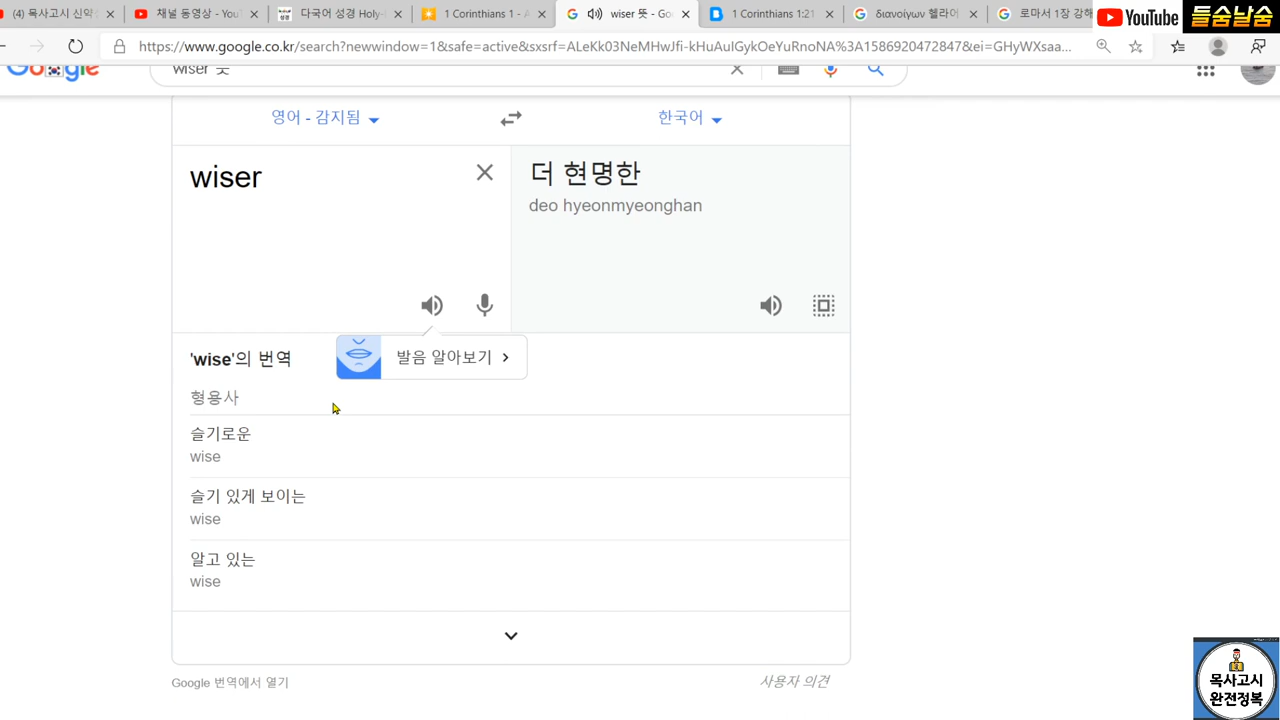 (4) 목사고시 신약
채널 동영상 - You
다국어 성경 Holy-
1 Corinthians
wiser 뜻 - Go
1 Corinthians 1
διανοίγων 헬라어
로마서 1장 강해
YouTube
들숨날숨
https://www.google.co.kr/search?newwindow=1&safe=active&sxsrf=ALeKk03NeMHwJfi-kHuAulGykOeYuRnoNA%3A1586920472847&ei=GHyWXsaa...
Google
wiser 뜻
영어 - 감지됨
한국어
wiser
더 현명한
deo hyeonmyeonghan
'wise'의 번역
발음 알아보기
형용사
슬기로운
wise
슬기 있게 보이는
wise
알고 있는
wise
Google 번역에서 열기
사용자 의견
목사고시
완전정복